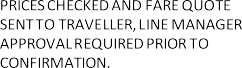 PRICES CHECKED AND FARE QUOTE
SENT TO TRAVELLER, LINE MANAGER
APPROVAL REQUIRED PRIOR TO
CONFIRMATION.